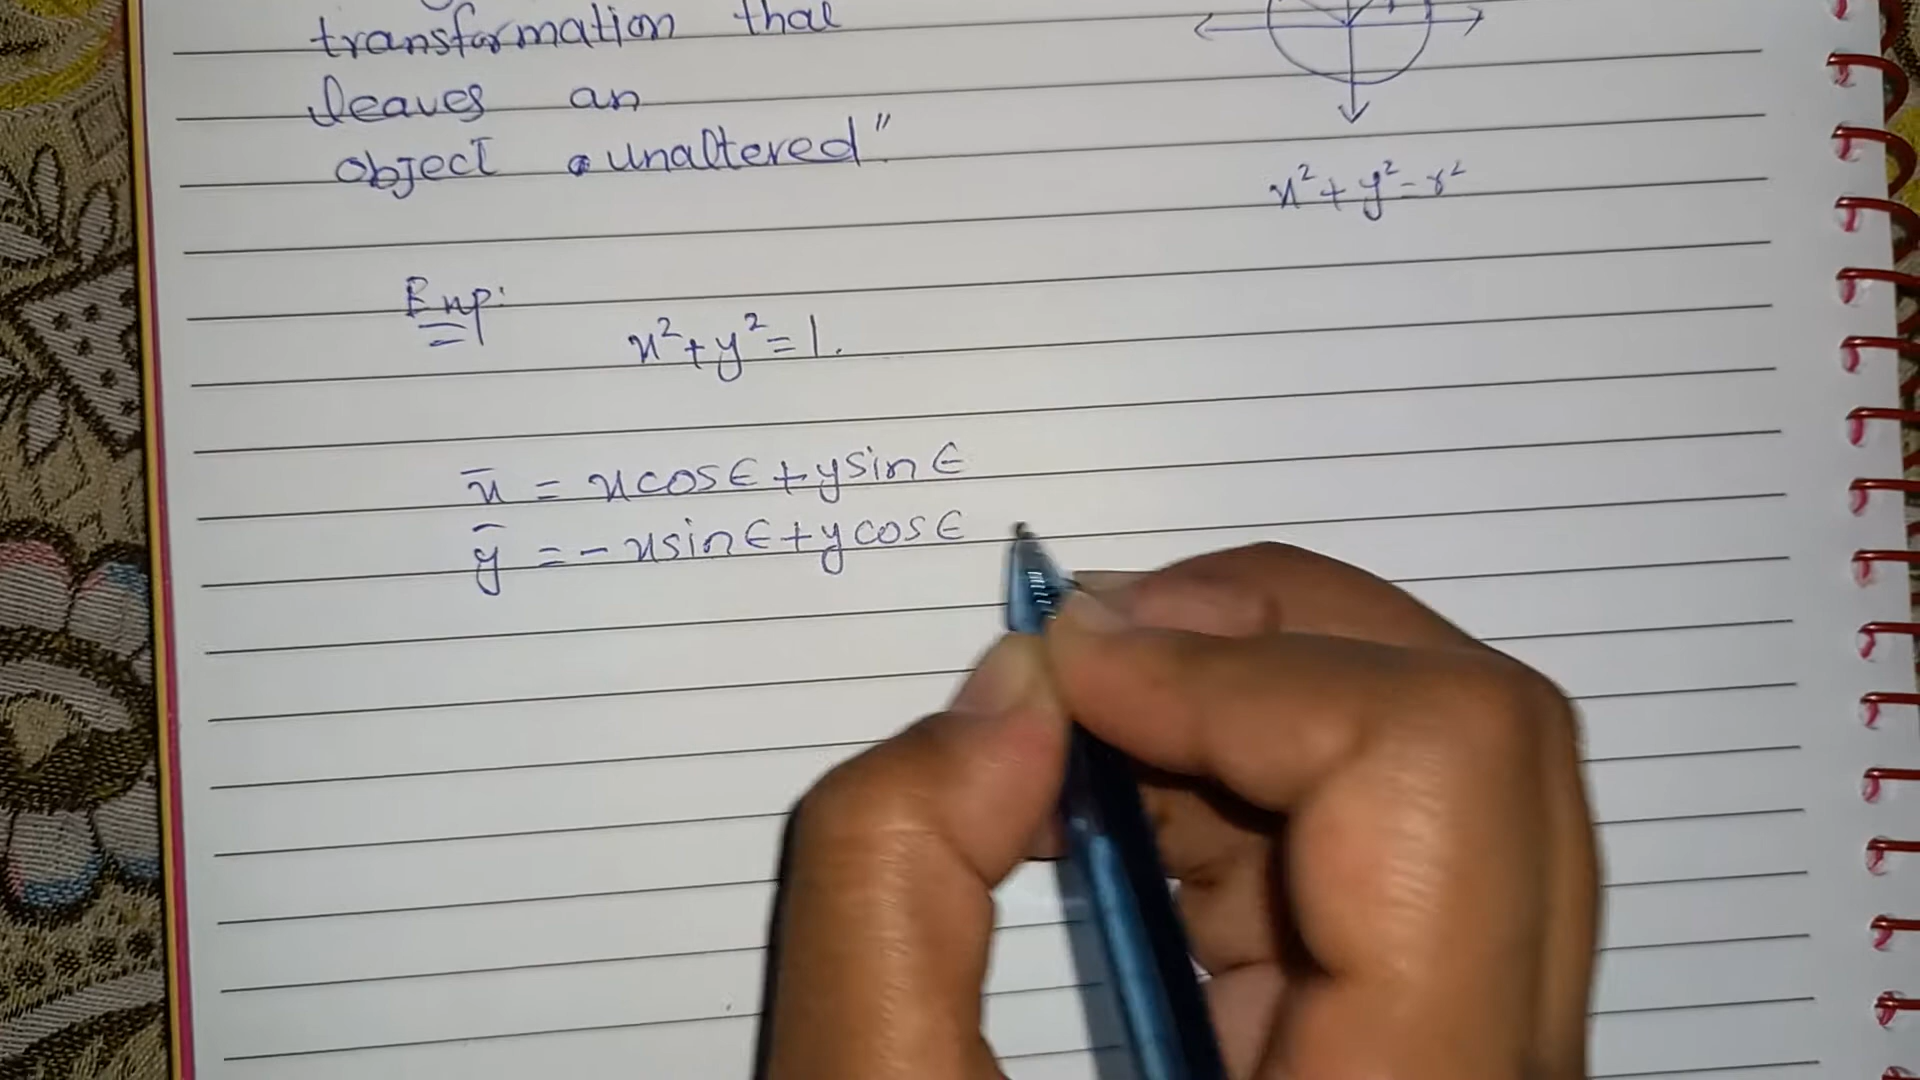 transformation that
leaves an
object unaltered"
x² + y² = r²
Exp:
x² + y² = 1.
x̄ = x cos ϵ + y sin ϵ
ȳ = - x sin ϵ + y cos ϵ